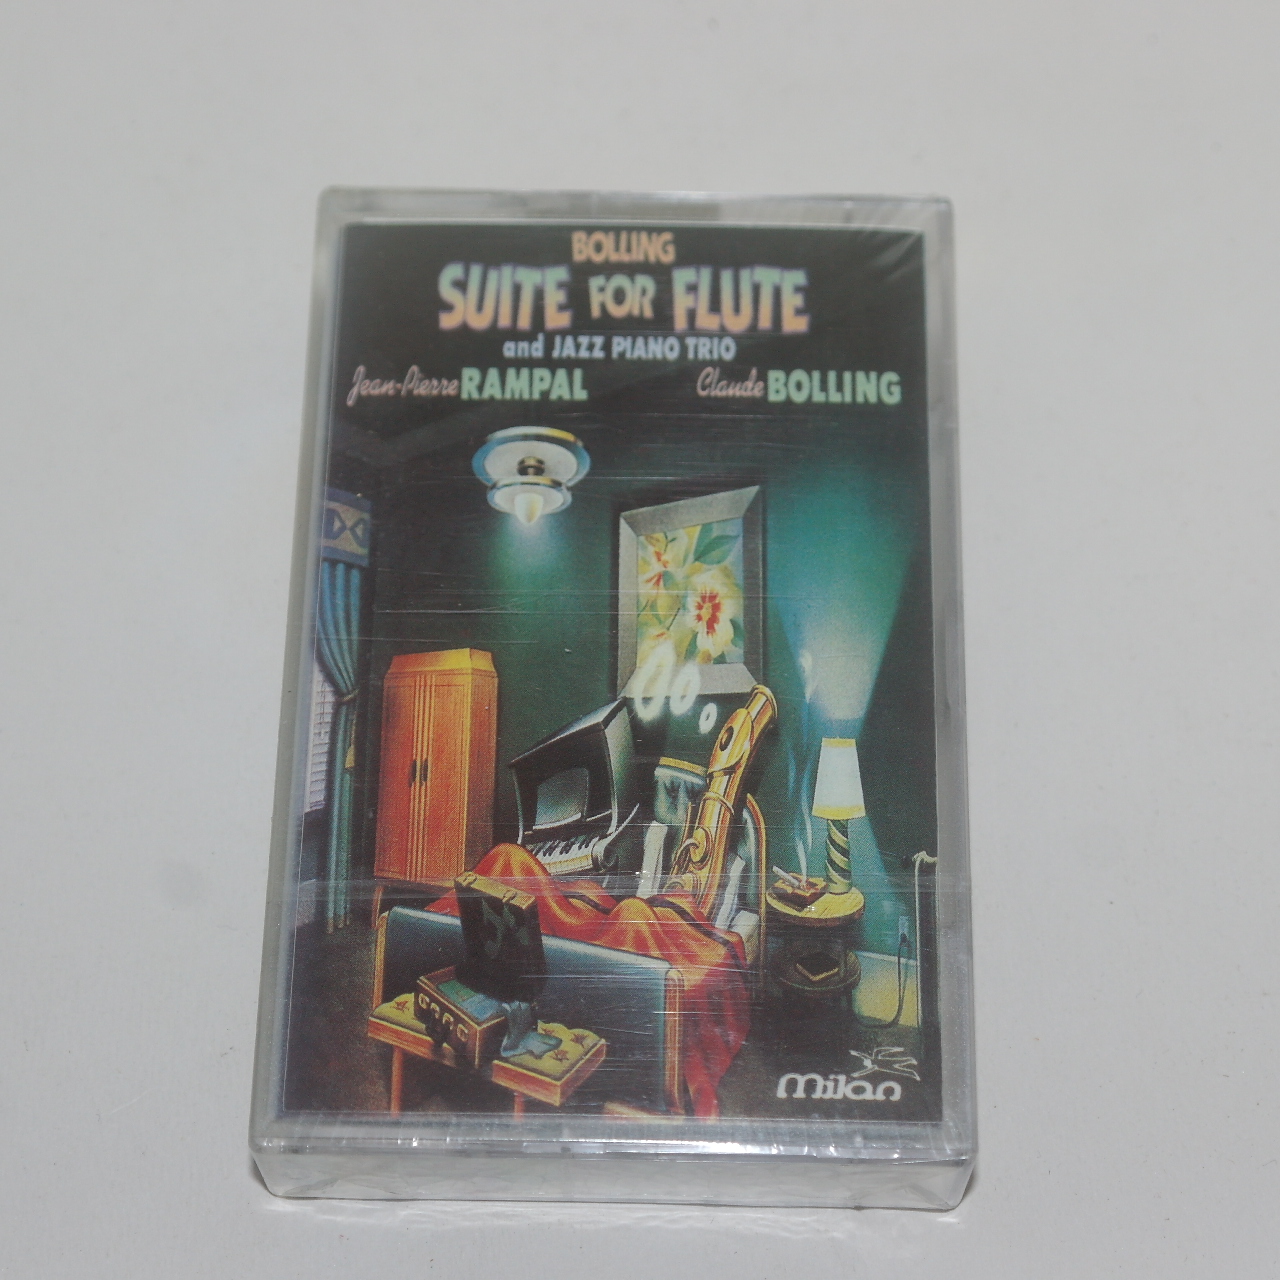 BOLLING
SUITE FOR FLUTE
and JAZZ PIANO TRIO
Jean-Pierre RAMPAL Claude BOLLING
Milan